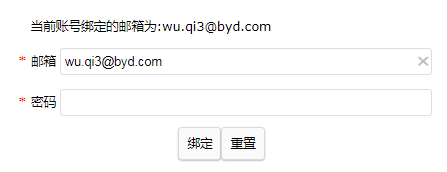 当前账号绑定的邮箱为:wu.qi3@byd.com
* 邮箱 wu.qi3@byd.com
* 密码
绑定 重置